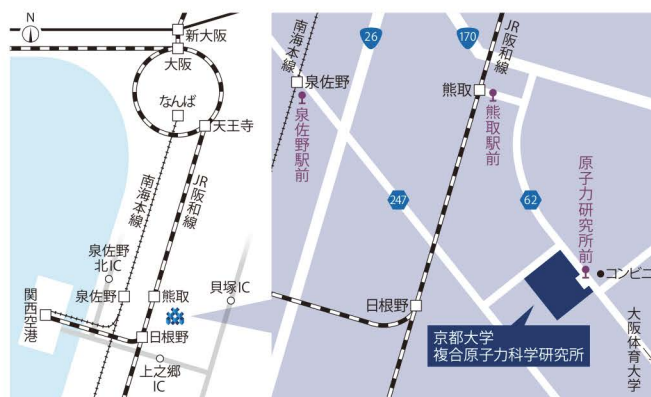 N
新大阪
大阪
なんば
天王寺
南海本線
JR阪和線
泉佐野
北IC
貝塚IC
泉佐野
熊取
関西空港
日根野
上之郷
IC
26
170
南海本線
JR阪和線
泉佐野
熊取
泉佐野駅前
熊取駅前
原子力研究所前
247
62
コンビニ
日根野
京都大学
複合原子力科学研究所
大阪体育大学